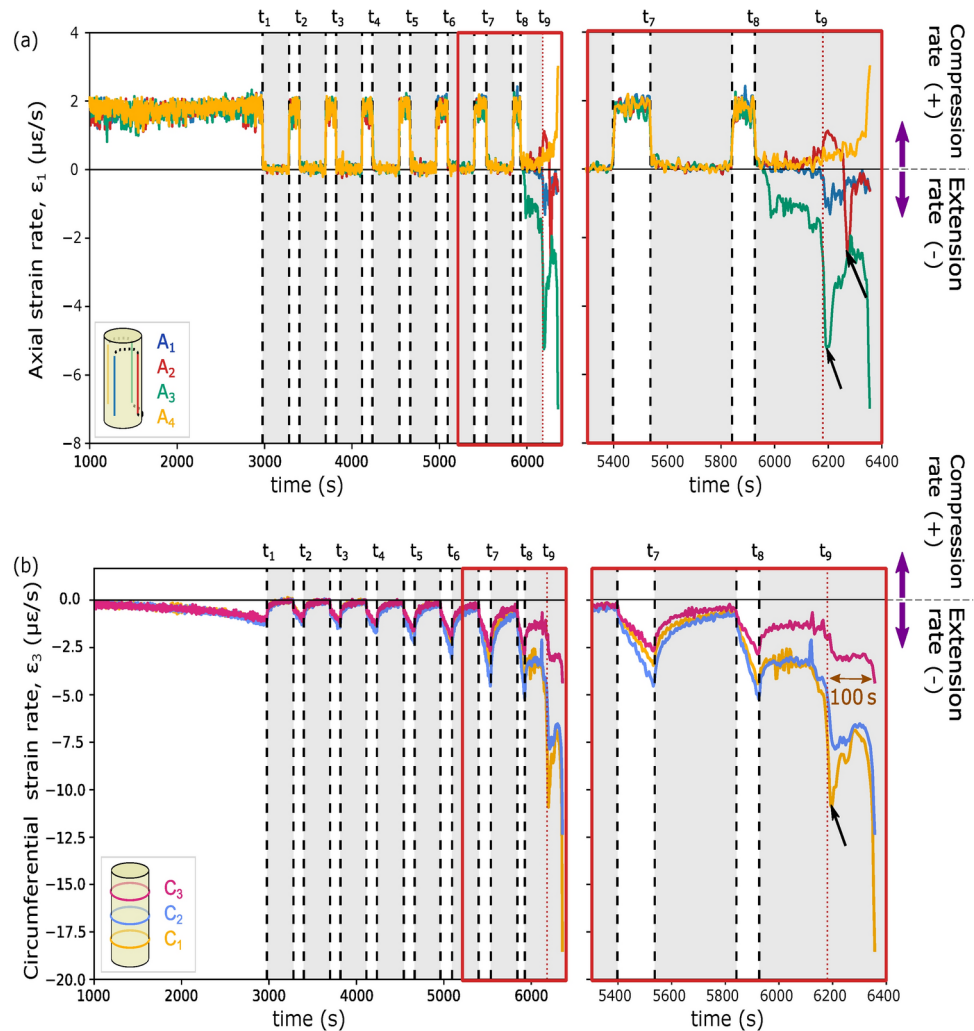 (a)
t₁ t₂ t₃ t₄ t₅ t₆ t₇ t₈ t₉
t₇ t₈ t₉
4
2
0
−2
−4
−6
−8
Axial strain rate, ε₁ (µε/s)
A₁
A₂
A₃
A₄
1000 2000 3000 4000 5000 6000
time (s)
5400 5600 5800 6000 6200 6400
time (s)
Compression
rate (+)
Extension
rate (-)
(b)
t₁ t₂ t₃ t₄ t₅ t₆ t₇ t₈ t₉
t₇ t₈ t₉
0.0
−2.5
−5.0
−7.5
−10.0
−12.5
−15.0
−17.5
−20.0
Circumferential strain rate, ε₃ (µε/s)
C₃
C₂
C₁
1000 2000 3000 4000 5000 6000
time (s)
100 s
5400 5600 5800 6000 6200 6400
time (s)
Compression
rate (+)
Extension
rate (-)